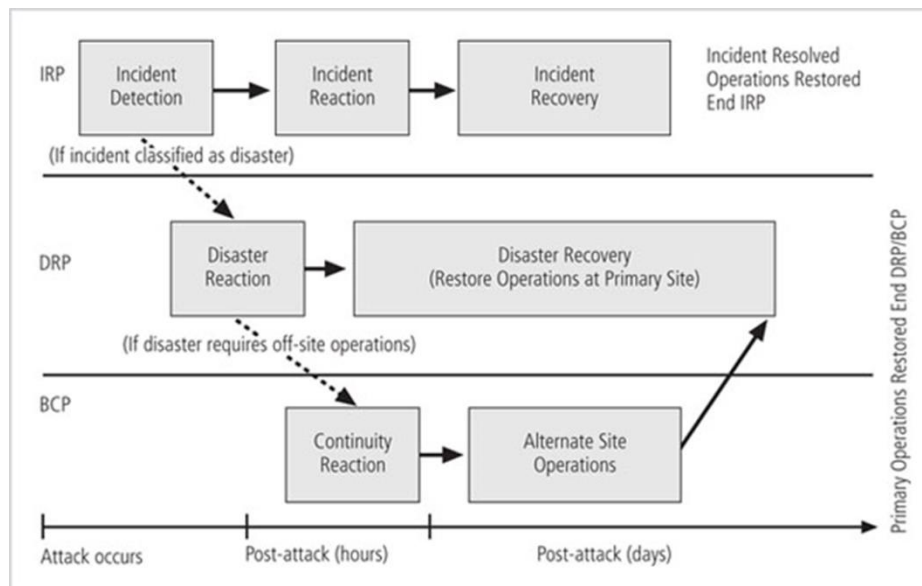 IRP
Incident
Detection
Incident
Reaction
Incident
Recovery
Incident Resolved
Operations Restored
End IRP
(If incident classified as disaster)
DRP
Disaster
Reaction
Disaster Recovery
(Restore Operations at Primary Site)
(If disaster requires off-site operations)
BCP
Continuity
Reaction
Alternate Site
Operations
Primary Operations Restored End DRP/BCP
Attack occurs
Post-attack (hours)
Post-attack (days)